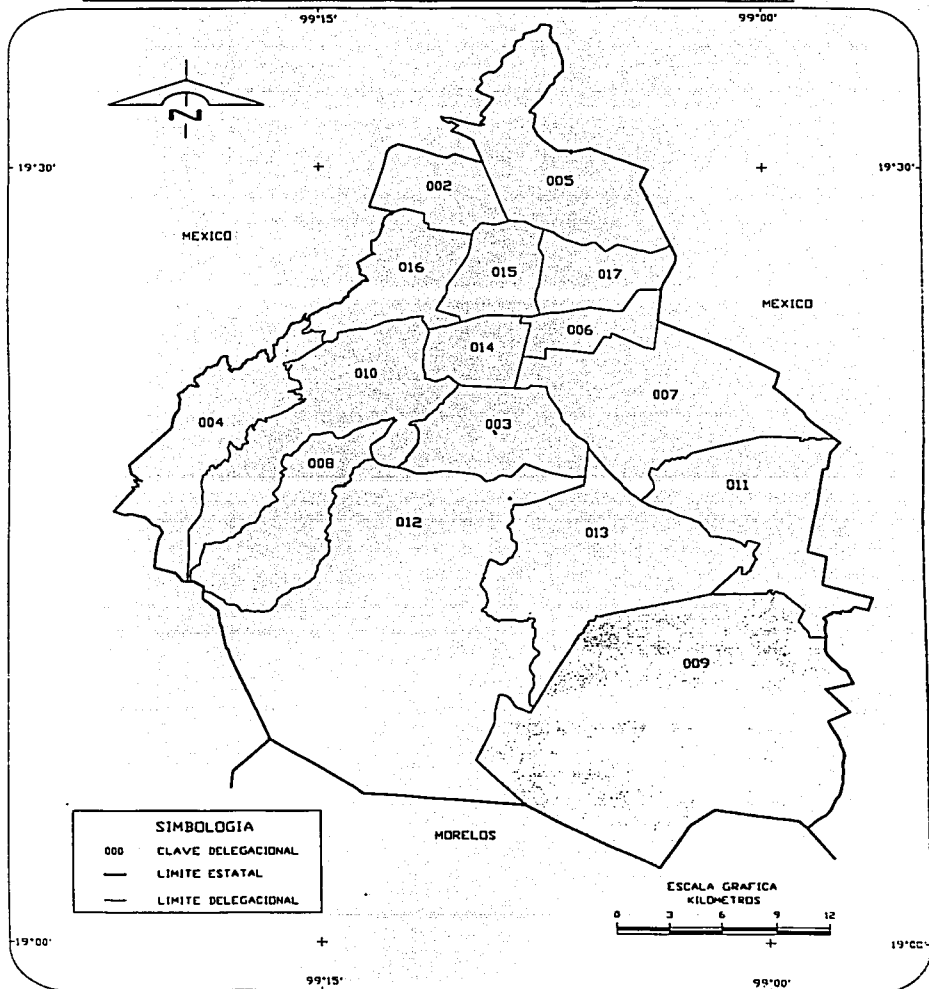 99°15' 99°00'
N
19°30' 19°30'
002
005
MEXICO
016
015
017
MEXICO
006
014
010
007
004
003
008
011
012
013
009
SIMBOLOGIA
000 CLAVE DELEGACIONAL
LIMITE ESTATAL
LIMITE DELEGACIONAL
MORELOS
ESCALA GRAFICA
KILOMETROS
0 3 6 9 12
19°00' 19°00'
99°15' 99°00'